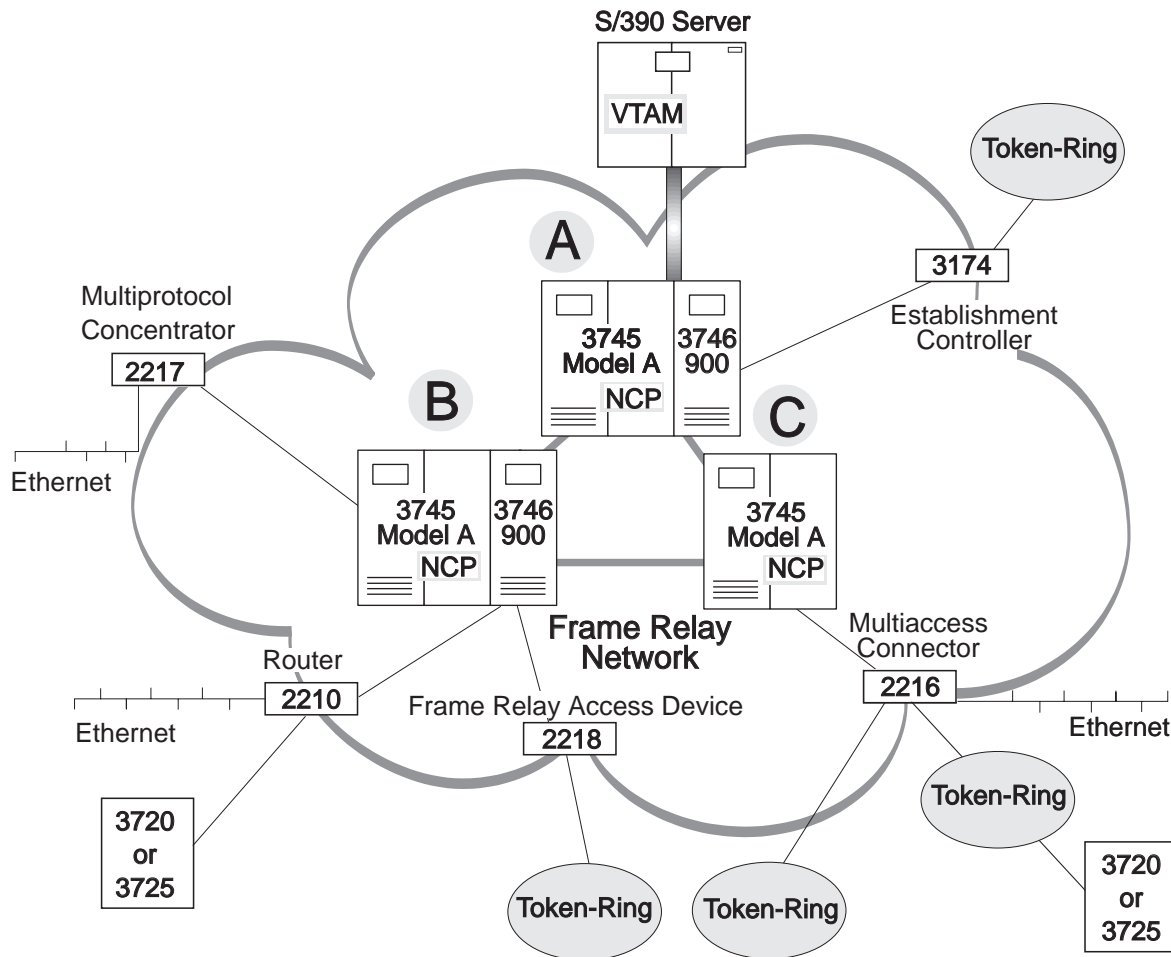 S/390 Server
VTAM
Token-Ring
A
3174
Establishment
Controller
Multiprotocol
Concentrator
2217
3745
Model A
NCP
3746
900
B
C
Ethernet
3745
Model A
NCP
3746
900
3745
Model A
NCP
Frame Relay
Network
Multiaccess
Connector
2216
Router
2210
Ethernet
Frame Relay Access Device
2218
Ethernet
3720
or
3725
Token-Ring
Token-Ring
Token-Ring
3720
or
3725